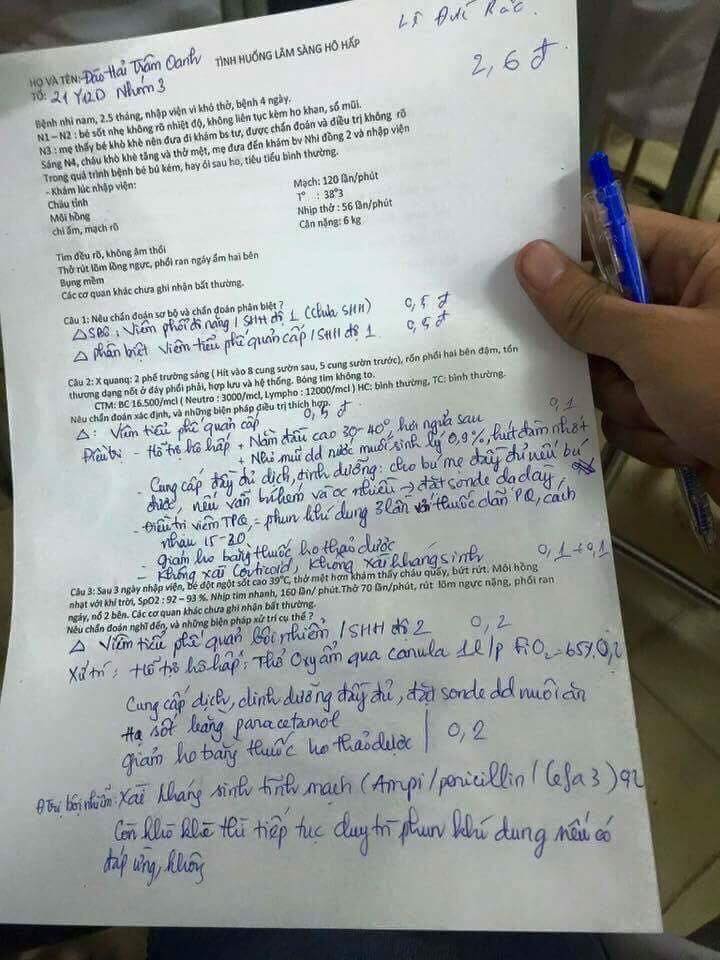 Lý Đức Bắc.
TÌNH HUỐNG LÂM SÀNG HÔ HẤP
2,6 đ
HỌ VÀ TÊN: Đào Hải Trâm Oanh
TỔ: 21 Y12D Nhóm 3
Bệnh nhi nam, 2.5 tháng, nhập viện vì khó thở, bệnh 4 ngày.
N1 – N2 : bé sốt nhẹ không rõ nhiệt độ, không liên tục kèm ho khan, sổ mũi.
N3 : mẹ thấy bé khò khè nên đưa đi khám bs tư, được chẩn đoán và điều trị không rõ
Sáng N4, cháu khò khè tăng và thở mệt, mẹ đưa đến khám bv Nhi đồng 2 và nhập viện
Trong quá trình bệnh bé bú kém, hay ói sau ho, tiêu tiểu bình thường.
- Khám lúc nhập viện:
Cháu tỉnh Mạch: 120 lần/phút
Môi hồng T° : 38°3
chi ấm, mạch rõ Nhịp thở : 56 lần/phút
Cân nặng: 6 kg
Tim đều rõ, không âm thổi
Thở rút lõm lồng ngực, phổi ran ngáy ẩm hai bên
Bụng mềm
Các cơ quan khác chưa ghi nhận bất thường.
Câu 1: Nêu chẩn đoán sơ bộ và chẩn đoán phân biệt ?
Δ SBộ : Viêm phổi nặng / SHH độ 1 (chưa SHH) 0,5 đ
Δ phân biệt Viêm tiểu phế quản cấp / SHH độ 1 0,5 đ
Câu 2: X quang: 2 phế trường sáng ( Hít vào 8 cung sườn sau, 5 cung sườn trước), rốn phổi hai bên đậm, tổn
thương dạng nốt ở đáy phổi phải, hợp lưu và hệ thống. Bóng tim không to.
CTM: BC 16.500/mcl ( Neutro : 3000/mcl, Lympho : 12000/mcl ) HC: bình thường, TC: bình thường.
Nêu chẩn đoán xác định, và những biện pháp điều trị thích hợp.
Δ: Viêm tiểu phế quản cấp 0,5 đ
Điều trị - Hỗ trợ hô hấp + Nằm đầu cao 30-40°, hơi ngửa sau 0,1
+ Nhỏ mũi dd nước muối sinh lý 0,9%, hút đàm nhớt
- Cung cấp đầy đủ dịch, dinh dưỡng: cho bú mẹ đầy đủ nếu bú
được, nếu vẫn bú kém và ọc nhiều → đặt sonde dạ dày
- Điều trị viêm TPQ = phun khí dung 3 lần với thuốc dãn PQ, cách
nhau 15-20.
- Giảm ho bằng thuốc ho thảo dược
- Không xài Corticoid, không xài kháng sinh 0,1 + 0,1
Câu 3: Sau 3 ngày nhập viện, bé đột ngột sốt cao 39°C, thở mệt hơn khám thấy cháu quấy, bứt rứt. Môi hồng
nhạt với khí trời, SpO2 : 92 – 93 %. Nhịp tim nhanh, 160 lần/ phút.Thở 70 lần/phút, rút lõm ngực nặng, phổi ran
ngáy, nổ 2 bên. Các cơ quan khác chưa ghi nhận bất thường.
Nêu chẩn đoán nghĩ đến, và những biện pháp xử trí cụ thể ?
Δ Viêm tiểu phế quản bội nhiễm / SHH độ 2 0,2
Xử trí: Hỗ trợ hô hấp: Thở Oxy ẩm qua canula 1 l/p FiO2 = 65%. 0,2
Cung cấp dịch, dinh dưỡng đầy đủ, đặt sonde dd nuôi ăn
Hạ sốt bằng paracetamol
giảm ho bằng thuốc ho thảo dược | 0,2
Đtrị bội nhiễm: Xài kháng sinh tĩnh mạch (Ampi/penicillin / Cefa 3) 0,2
Còn khò khè thì tiếp tục duy trì phun khí dung nếu có
đáp ứng, không